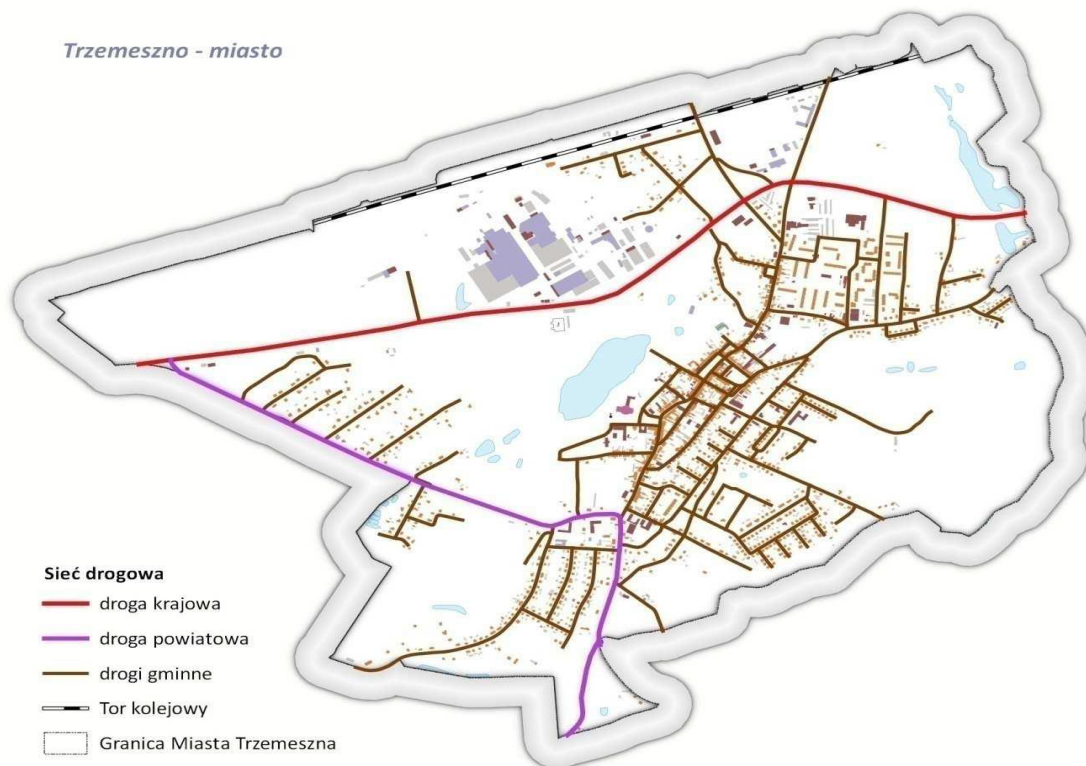 Trzemeszno - miasto
Sieć drogowa
droga krajowa
droga powiatowa
drogi gminne
Tor kolejowy
Granica Miasta Trzemeszna